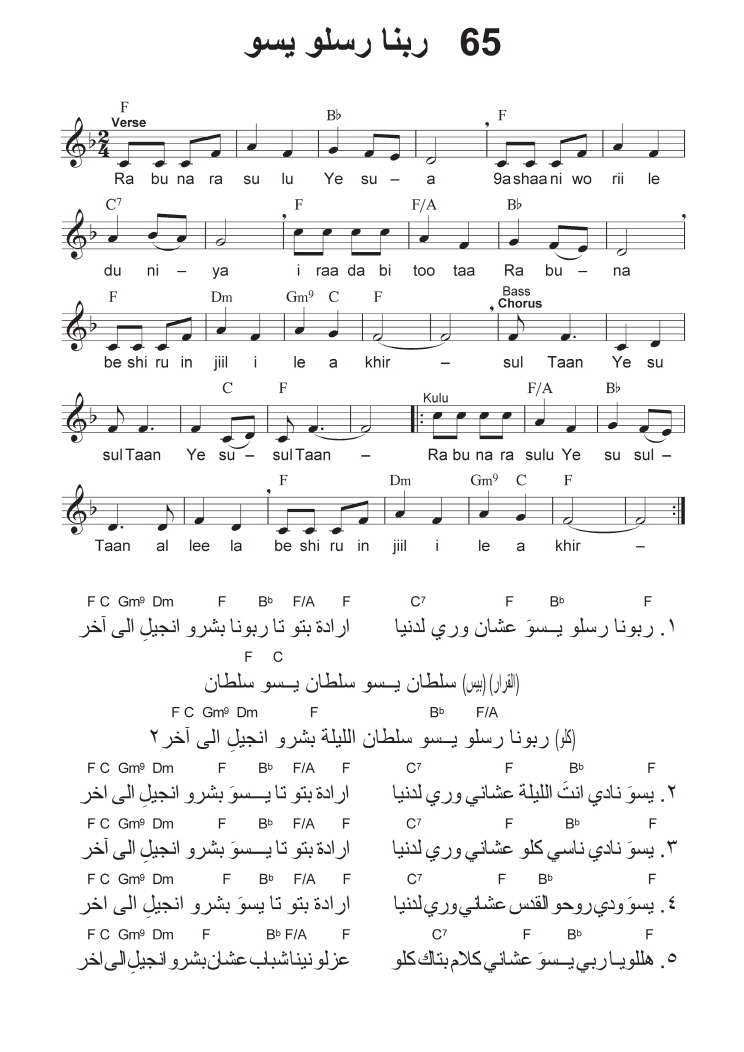 65 ربنا رسلو يسو
F Bb F
Verse
Ra bu na ra su lu Ye su – a 9a shaa ni wo rii le
C7 F F/A Bb
du ni – ya i raa da bi too taa Ra bu – na
F Dm Gm9 C F Bass
Chorus
be shi ru in jiil i le a khir – sul Taan Ye su
C F Kulu F/A Bb
sul Taan Ye su – sul Taan – Ra bu na ra sulu Ye su sul –
F Dm Gm9 C F
Taan al lee la be shi ru in jiil i le a khir –
F C Gm9 Dm F Bb F/A F C7 F Bb F
١. ربونا رسلو يــسوَ عشان وري لدنيا ارادة بتو تا ربونا بشرو انجيلِ الى آخر
F C
(القرار) (بيس) سلطان يــسو سلطان يــسو سلطان
F C Gm9 Dm F Bb F/A
(كلو) ربونا رسلو يــسو سلطان الليلة بشرو انجيلِ الى آخر ٢
F C Gm9 Dm F Bb F/A F C7 F Bb F
٢. يسوَ نادي انتَ الليلة عشاني وري لدنيا ارادة بتو تا يـــسوَ بشرو انجيلِ الى اخر
F C Gm9 Dm F Bb F/A F C7 F Bb F
٣. يسوَ نادي ناسي كلو عشاني وري لدنيا ارادة بتو تا يـــسوَ بشرو انجيلِ الى آخر
F C Gm9 Dm F Bb F/A F C7 F Bb F
٤. يسوَ ودي روحو القدس عشاني وري لدنيا ارادة بتو تا يسوَ بشرو انجيلِ الى اخر
F C Gm9 Dm F Bb F/A F C7 F Bb F
٥. هللويـا ربي يــسوَ عشاني كلام بتاك كلو عزلو نينا شباب عشان بشرو انجيلِ الى اخر